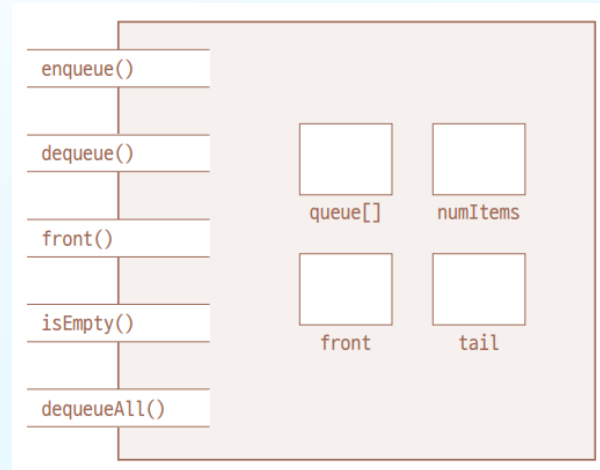 enqueue()
dequeue()
front()
isEmpty()
dequeueAll()
queue[]
numItems
front
tail